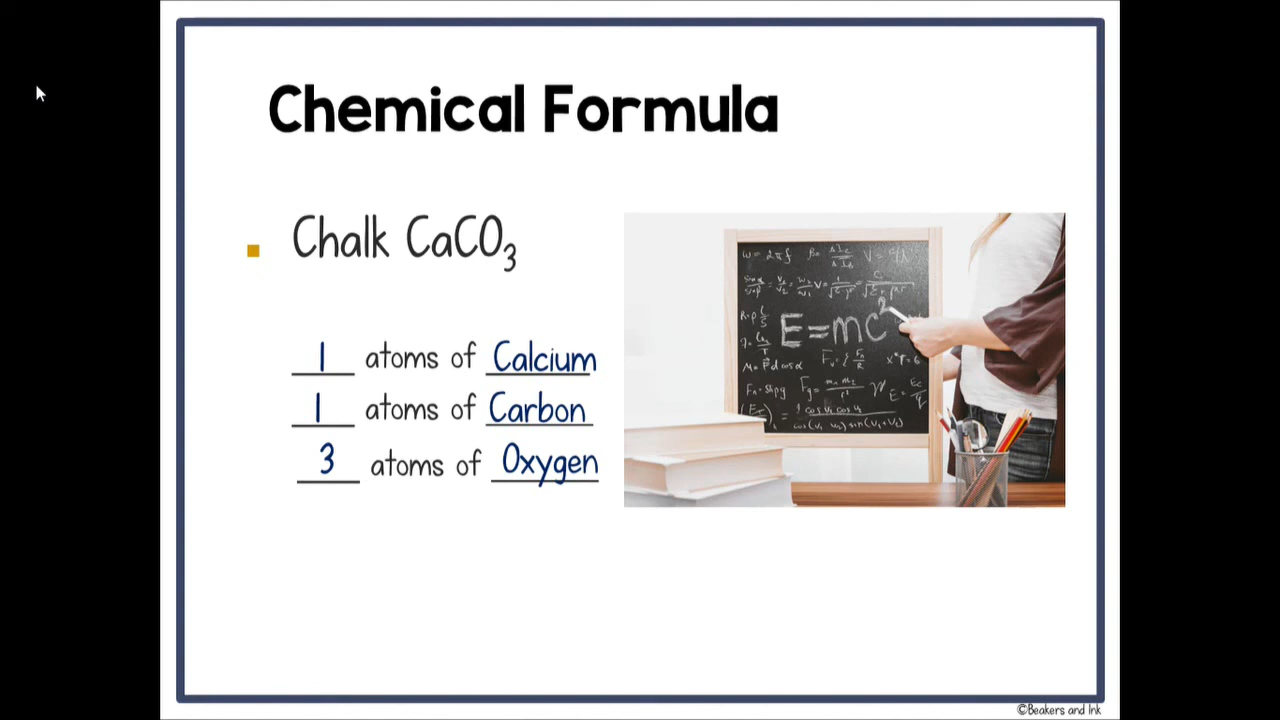 Chemical Formula
Chalk CaCO₃
1 atoms of Calcium
1 atoms of Carbon
3 atoms of Oxygen
E=mc²
©Beakers and Ink